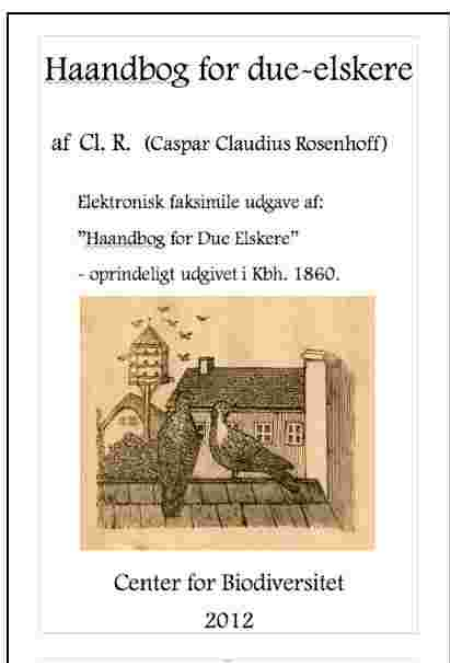 Haandbog for due-elskere
af Cl. R. (Caspar Claudius Rosenhoff)
Elektronisk faksimile udgave af:
"Haandbog for Due Elskere"
- oprindeligt udgivet i Kbh. 1860.
Center for Biodiversitet
2012